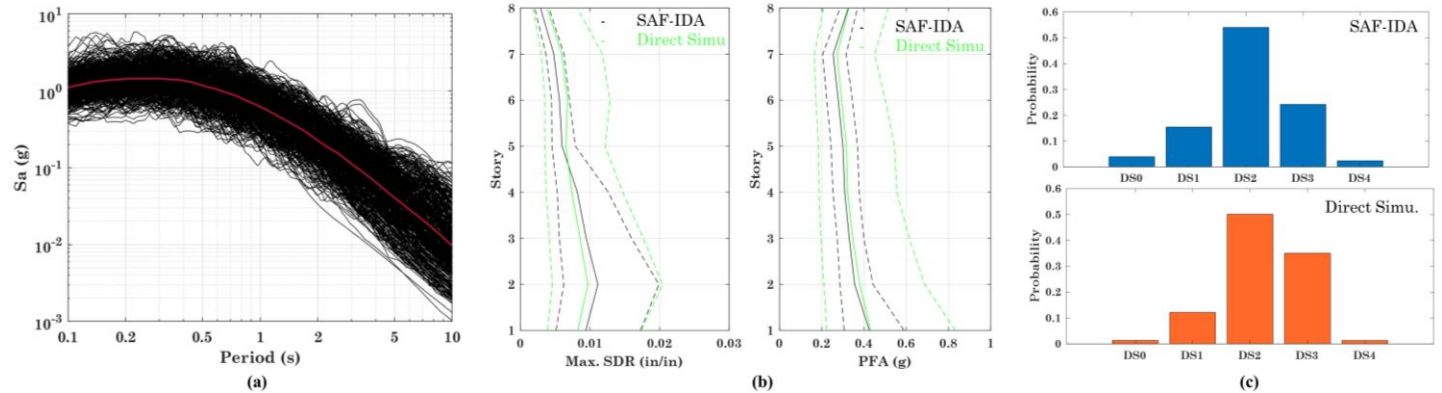 10¹
10⁰
10⁻¹
10⁻²
10⁻³
Sa (g)
0.1 0.2 0.5 1 2 5 10
Period (s)
(a)
8
7
6
5
4
3
2
1
Story
- SAF-IDA
- Direct Simu
0 0.01 0.02 0.03
Max. SDR (in/in)
8
7
6
5
4
3
2
1
Story
- SAF-IDA
- Direct Simu
0 0.2 0.4 0.6 0.8 1
PFA (g)
(b)
0.6
0.5
0.4
0.3
0.2
0.1
0
Probability
SAF-IDA
DS0 DS1 DS2 DS3 DS4
0.6
0.5
0.4
0.3
0.2
0.1
0
Probability
Direct Simu.
DS0 DS1 DS2 DS3 DS4
(c)